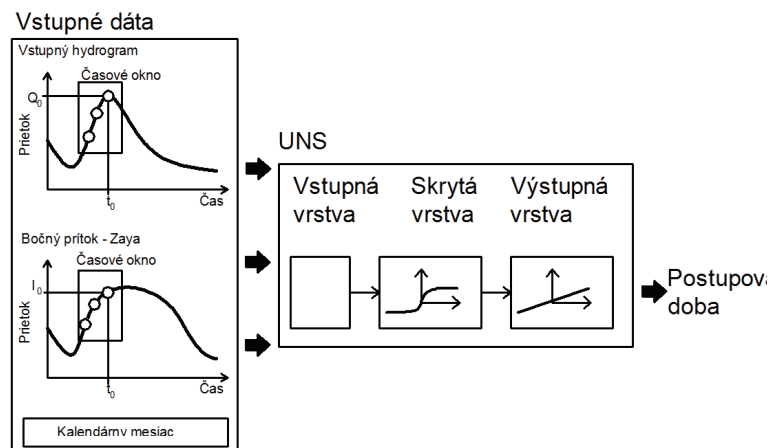 Vstupné dáta
Vstupný hydrogram
Časové okno
Q0
Prietok
t0
Čas
Bočný prítok - Zaya
Časové okno
I0
Prietok
t0
Čas
Kalendárny mesiac
UNS
Vstupná
vrstva
Skrytá
vrstva
Výstupná
vrstva
Postupová
doba